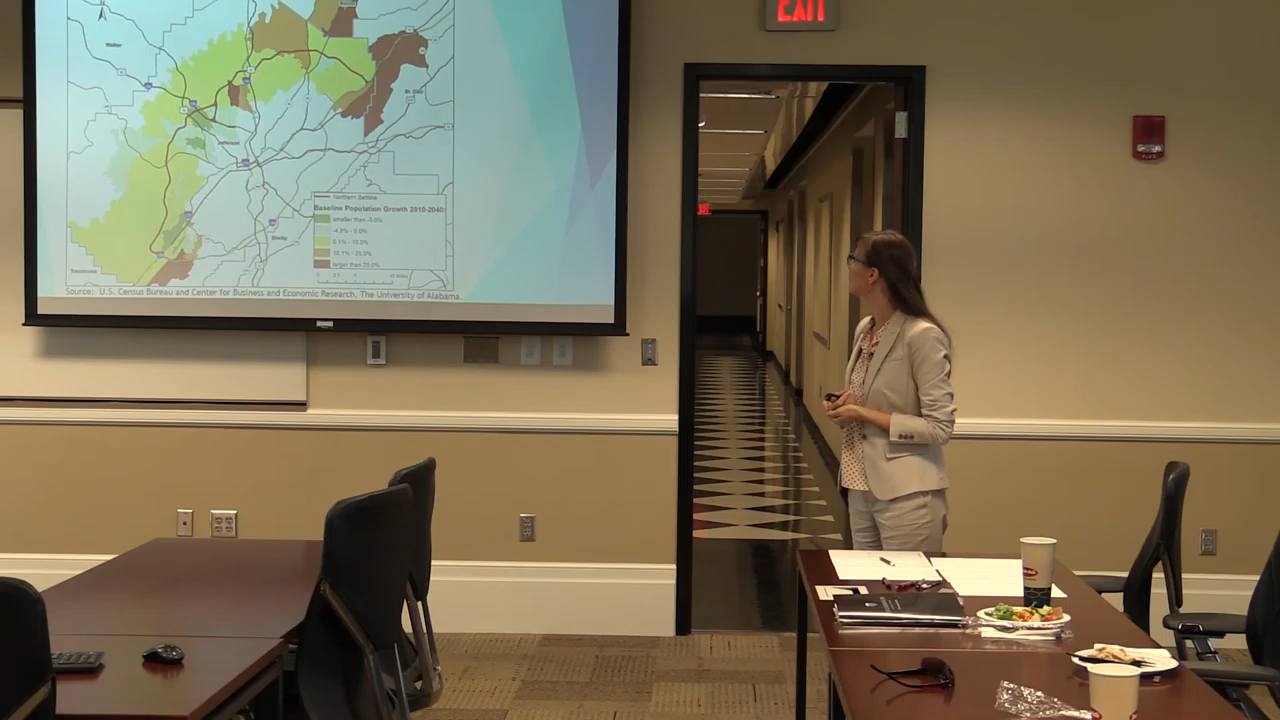 EXIT
Walker
St. Clair
Jefferson
Northern Beltline
Baseline Population Growth 2010-2040
smaller than -5.0%
-4.9% - 0.0%
0.1% - 10.0%
10.1% - 25.0%
larger than 25.0%
Shelby
Tuscaloosa
Source: U.S. Census Bureau and Center for Business and Economic Research, The University of Alabama.
FIRE